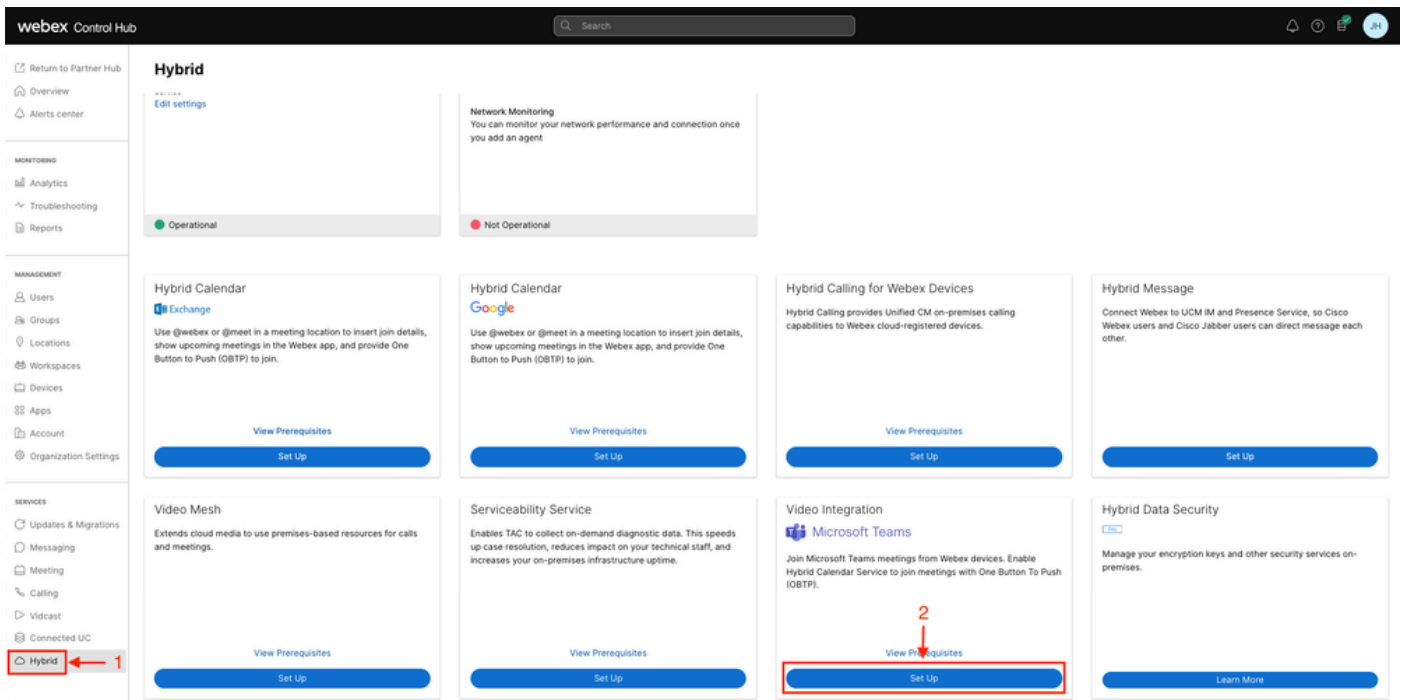 webex Control Hub
Search
JH
Return to Partner Hub
Overview
Alerts center
MONITORING
Analytics
Troubleshooting
Reports
MANAGEMENT
Users
Groups
Locations
Workspaces
Devices
Apps
Account
Organization Settings
SERVICES
Updates & Migrations
Messaging
Meeting
Calling
Vidcast
Connected UC
Hybrid
1
Hybrid
Edit settings
Operational
Network Monitoring
You can monitor your network performance and connection once
you add an agent
Not Operational
Hybrid Calendar
Exchange
Use @webex or @meet in a meeting location to insert join details,
show upcoming meetings in the Webex app, and provide One
Button to Push (OBTP) to join.
View Prerequisites
Set Up
Hybrid Calendar
Google
Use @webex or @meet in a meeting location to insert join details,
show upcoming meetings in the Webex app, and provide One
Button to Push (OBTP) to join.
View Prerequisites
Set Up
Hybrid Calling for Webex Devices
Hybrid Calling provides Unified CM on-premises calling
capabilities to Webex cloud-registered devices.
View Prerequisites
Set Up
Hybrid Message
Connect Webex to UCM IM and Presence Service, so Cisco
Webex users and Cisco Jabber users can direct message each
other.
Set Up
Video Mesh
Extends cloud media to use premises-based resources for calls
and meetings.
View Prerequisites
Set Up
Serviceability Service
Enables TAC to collect on-demand diagnostic data. This speeds
up case resolution, reduces impact on your technical staff, and
increases your on-premises infrastructure uptime.
View Prerequisites
Set Up
Video Integration
Microsoft Teams
Join Microsoft Teams meetings from Webex devices. Enable
Hybrid Calendar Service to join meetings with One Button To Push
(OBTP).
2
View Prerequisites
Set Up
Hybrid Data Security
Pro
Manage your encryption keys and other security services on-
premises.
Learn More